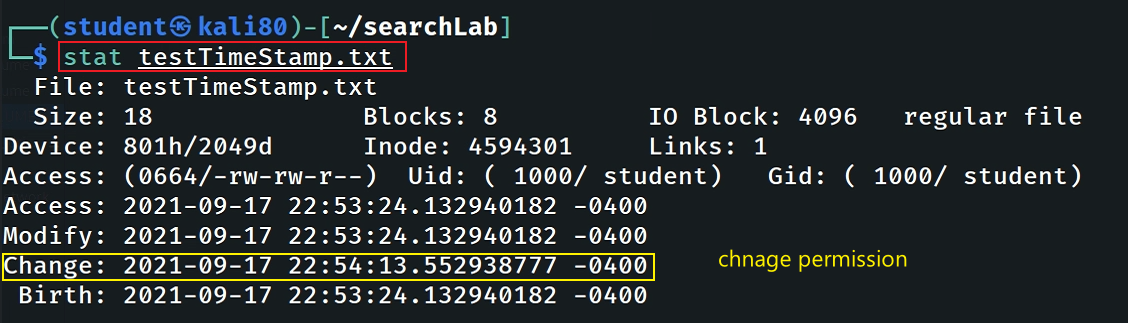 ┌──(student㉿kali80)-[~/searchLab]
└─$ stat testTimeStamp.txt
  File: testTimeStamp.txt
  Size: 18              Blocks: 8          IO Block: 4096   regular file
Device: 801h/2049d      Inode: 4594301     Links: 1
Access: (0664/-rw-rw-r--)  Uid: ( 1000/ student)   Gid: ( 1000/ student)
Access: 2021-09-17 22:53:24.132940182 -0400
Modify: 2021-09-17 22:53:24.132940182 -0400
Change: 2021-09-17 22:54:13.552938777 -0400 chnage permission
 Birth: 2021-09-17 22:53:24.132940182 -0400